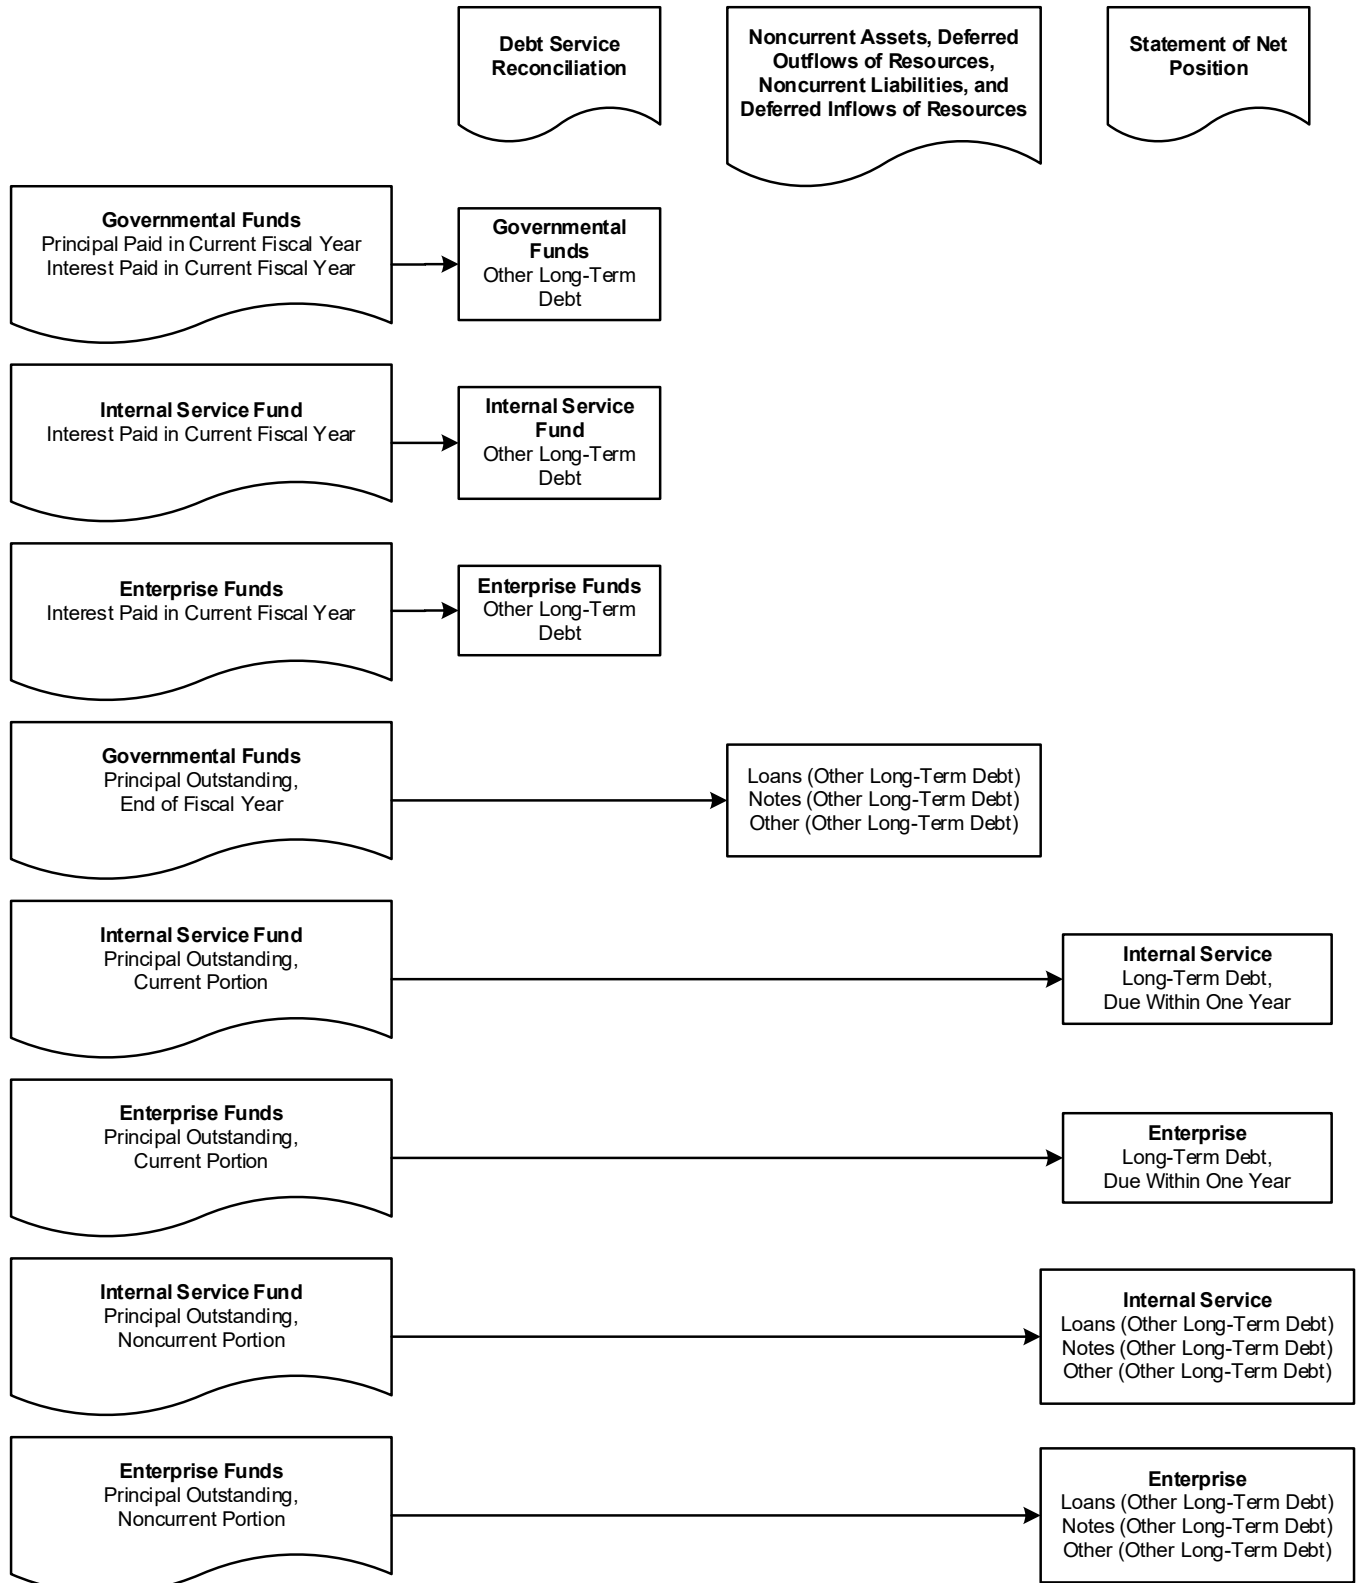 Debt Service
Reconciliation
Noncurrent Assets, Deferred
Outflows of Resources,
Noncurrent Liabilities, and
Deferred Inflows of Resources
Statement of Net
Position
Governmental Funds
Principal Paid in Current Fiscal Year
Interest Paid in Current Fiscal Year
Governmental
Funds
Other Long-Term
Debt
Internal Service Fund
Interest Paid in Current Fiscal Year
Internal Service
Fund
Other Long-Term
Debt
Enterprise Funds
Interest Paid in Current Fiscal Year
Enterprise Funds
Other Long-Term
Debt
Governmental Funds
Principal Outstanding,
End of Fiscal Year
Loans (Other Long-Term Debt)
Notes (Other Long-Term Debt)
Other (Other Long-Term Debt)
Internal Service Fund
Principal Outstanding,
Current Portion
Internal Service
Long-Term Debt,
Due Within One Year
Enterprise Funds
Principal Outstanding,
Current Portion
Enterprise
Long-Term Debt,
Due Within One Year
Internal Service Fund
Principal Outstanding,
Noncurrent Portion
Internal Service
Loans (Other Long-Term Debt)
Notes (Other Long-Term Debt)
Other (Other Long-Term Debt)
Enterprise Funds
Principal Outstanding,
Noncurrent Portion
Enterprise
Loans (Other Long-Term Debt)
Notes (Other Long-Term Debt)
Other (Other Long-Term Debt)